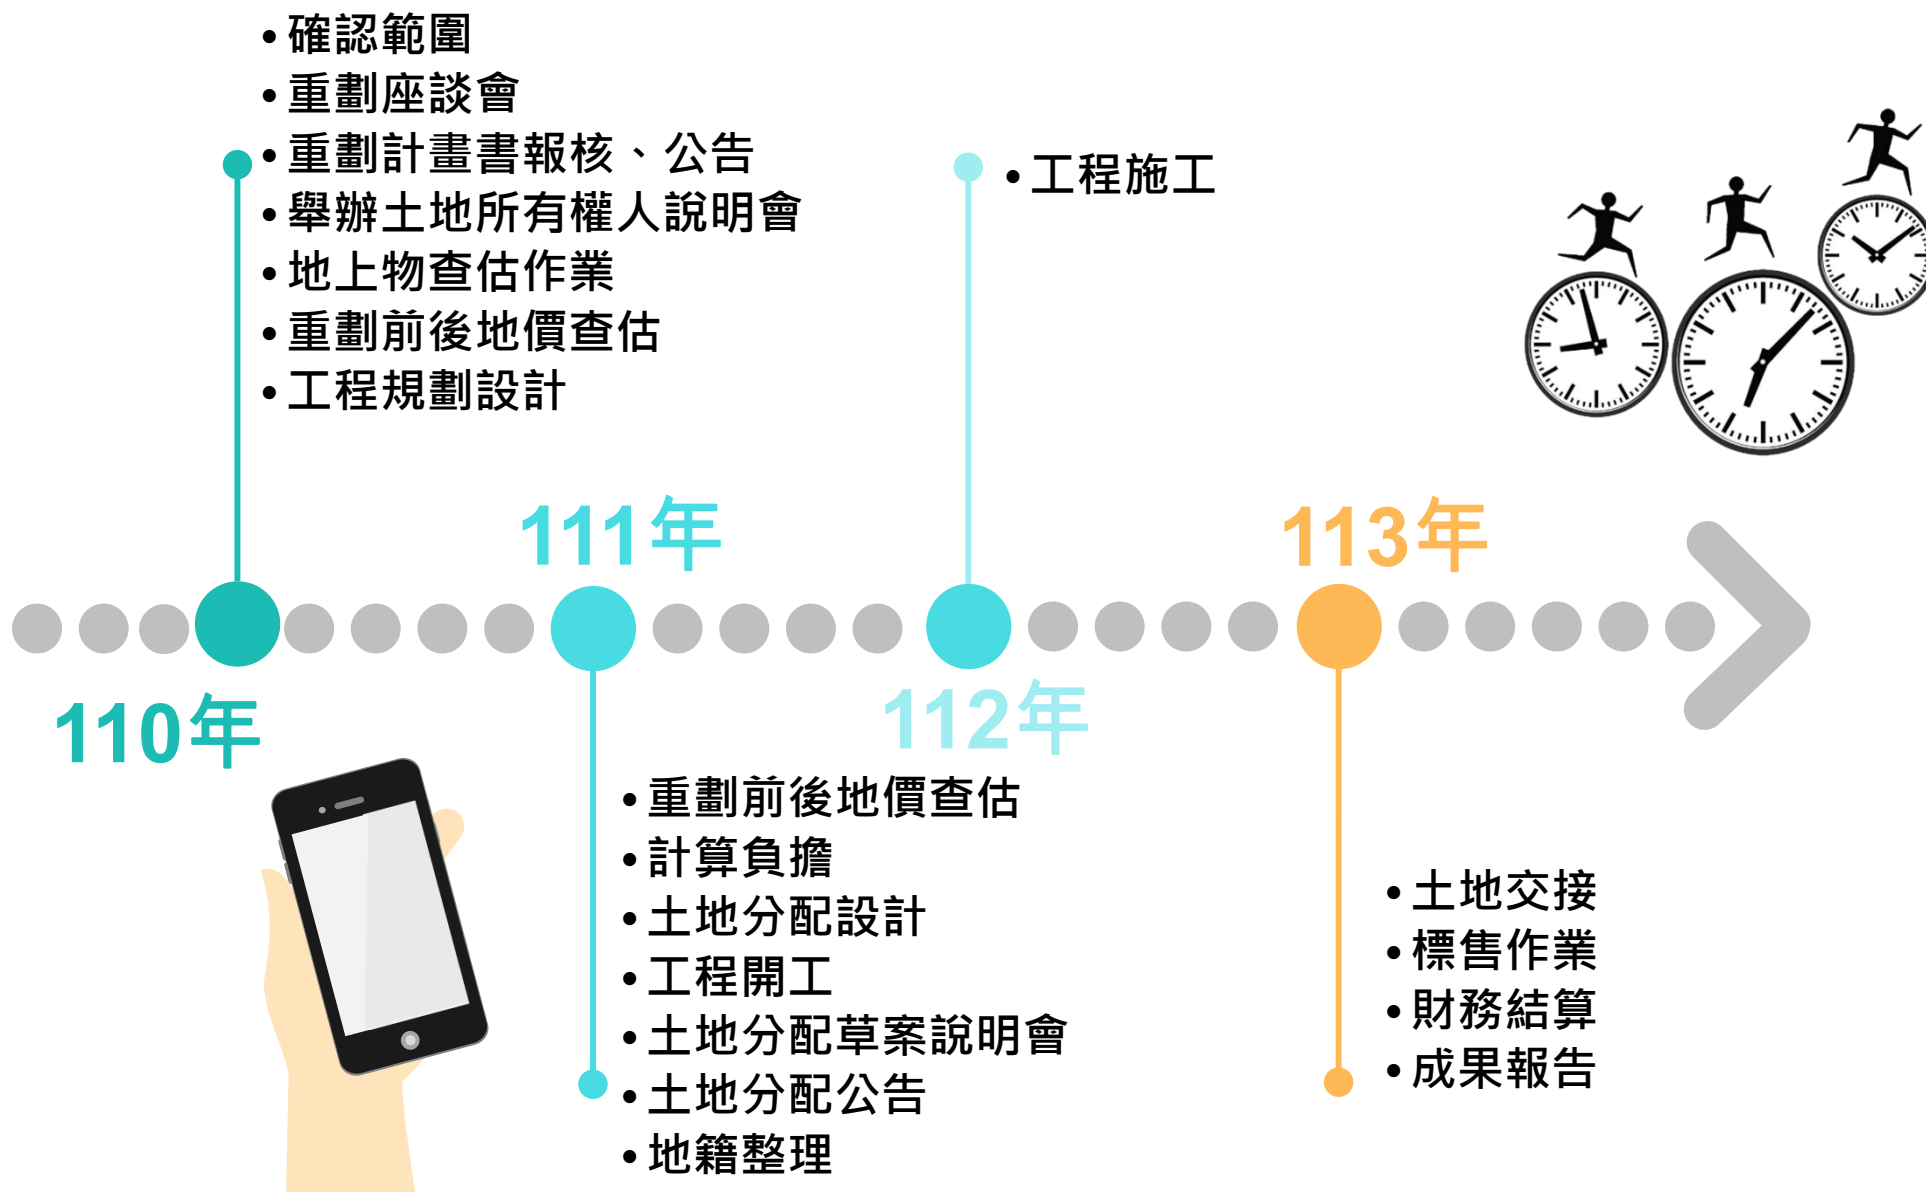 110年
• 確認範圍
• 重劃座談會
• 重劃計畫書報核、公告
• 舉辦土地所有權人說明會
• 地上物查估作業
• 重劃前後地價查估
• 工程規劃設計
111年
• 重劃前後地價查估
• 計算負擔
• 土地分配設計
• 工程開工
• 土地分配草案說明會
• 土地分配公告
• 地籍整理
112年
• 工程施工
113年
• 土地交接
• 標售作業
• 財務結算
• 成果報告